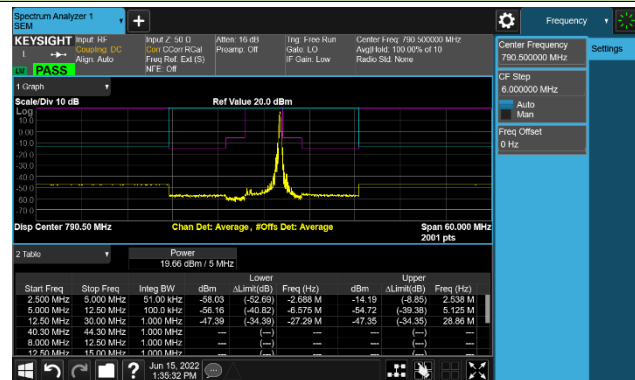 Spectrum Analyzer 1
SEM
Frequency
KEYSIGHT Input: RF
Coupling: DC
Align: Auto
Input Z: 50 Ω
Corr CCorr RCal
Freq Ref: Ext (S)
NFE: Off
Atten: 16 dB
Preamp: Off
Trig: Free Run
Gate: LO
IF Gain: Low
Center Freq: 790.500000 MHz
Avg|Hold: 100.00% of 10
Radio Std: None
PASS
Center Frequency
790.500000 MHz
Settings
CF Step
6.000000 MHz
Auto
Man
Freq Offset
0 Hz
1 Graph
Scale/Div 10 dB
Ref Value 20.0 dBm
Log
10.0
0.00
-10.0
-20.0
-30.0
-40.0
-50.0
-60.0
-70.0
Disp Center 790.50 MHz
Chan Det: Average , #Offs Det: Average
Span 60.000 MHz
2001 pts
2 Table
Power
19.66 dBm / 5 MHz
Lower Upper
Start Freq Stop Freq Integ BW dBm ΔLimit(dB) Freq (Hz) dBm ΔLimit(dB) Freq (Hz)
2.500 MHz 5.000 MHz 51.00 kHz -58.03 (-52.69) -2.688 M -14.19 (-8.85) 2.538 M
5.000 MHz 12.50 MHz 100.0 kHz -56.16 (-40.82) -6.575 M -54.72 (-39.38) 5.125 M
12.50 MHz 30.00 MHz 1.000 MHz -47.39 (-34.39) -27.29 M -47.35 (-34.35) 28.86 M
40.30 MHz 44.30 MHz 1.000 MHz --- (---) --- --- (---) ---
8.000 MHz 12.50 MHz 1.000 MHz --- (---) --- --- (---) ---
12.50 MHz 15.00 MHz 1.000 MHz --- (---) --- --- (---) ---
Jun 15, 2022
1:35:32 PM